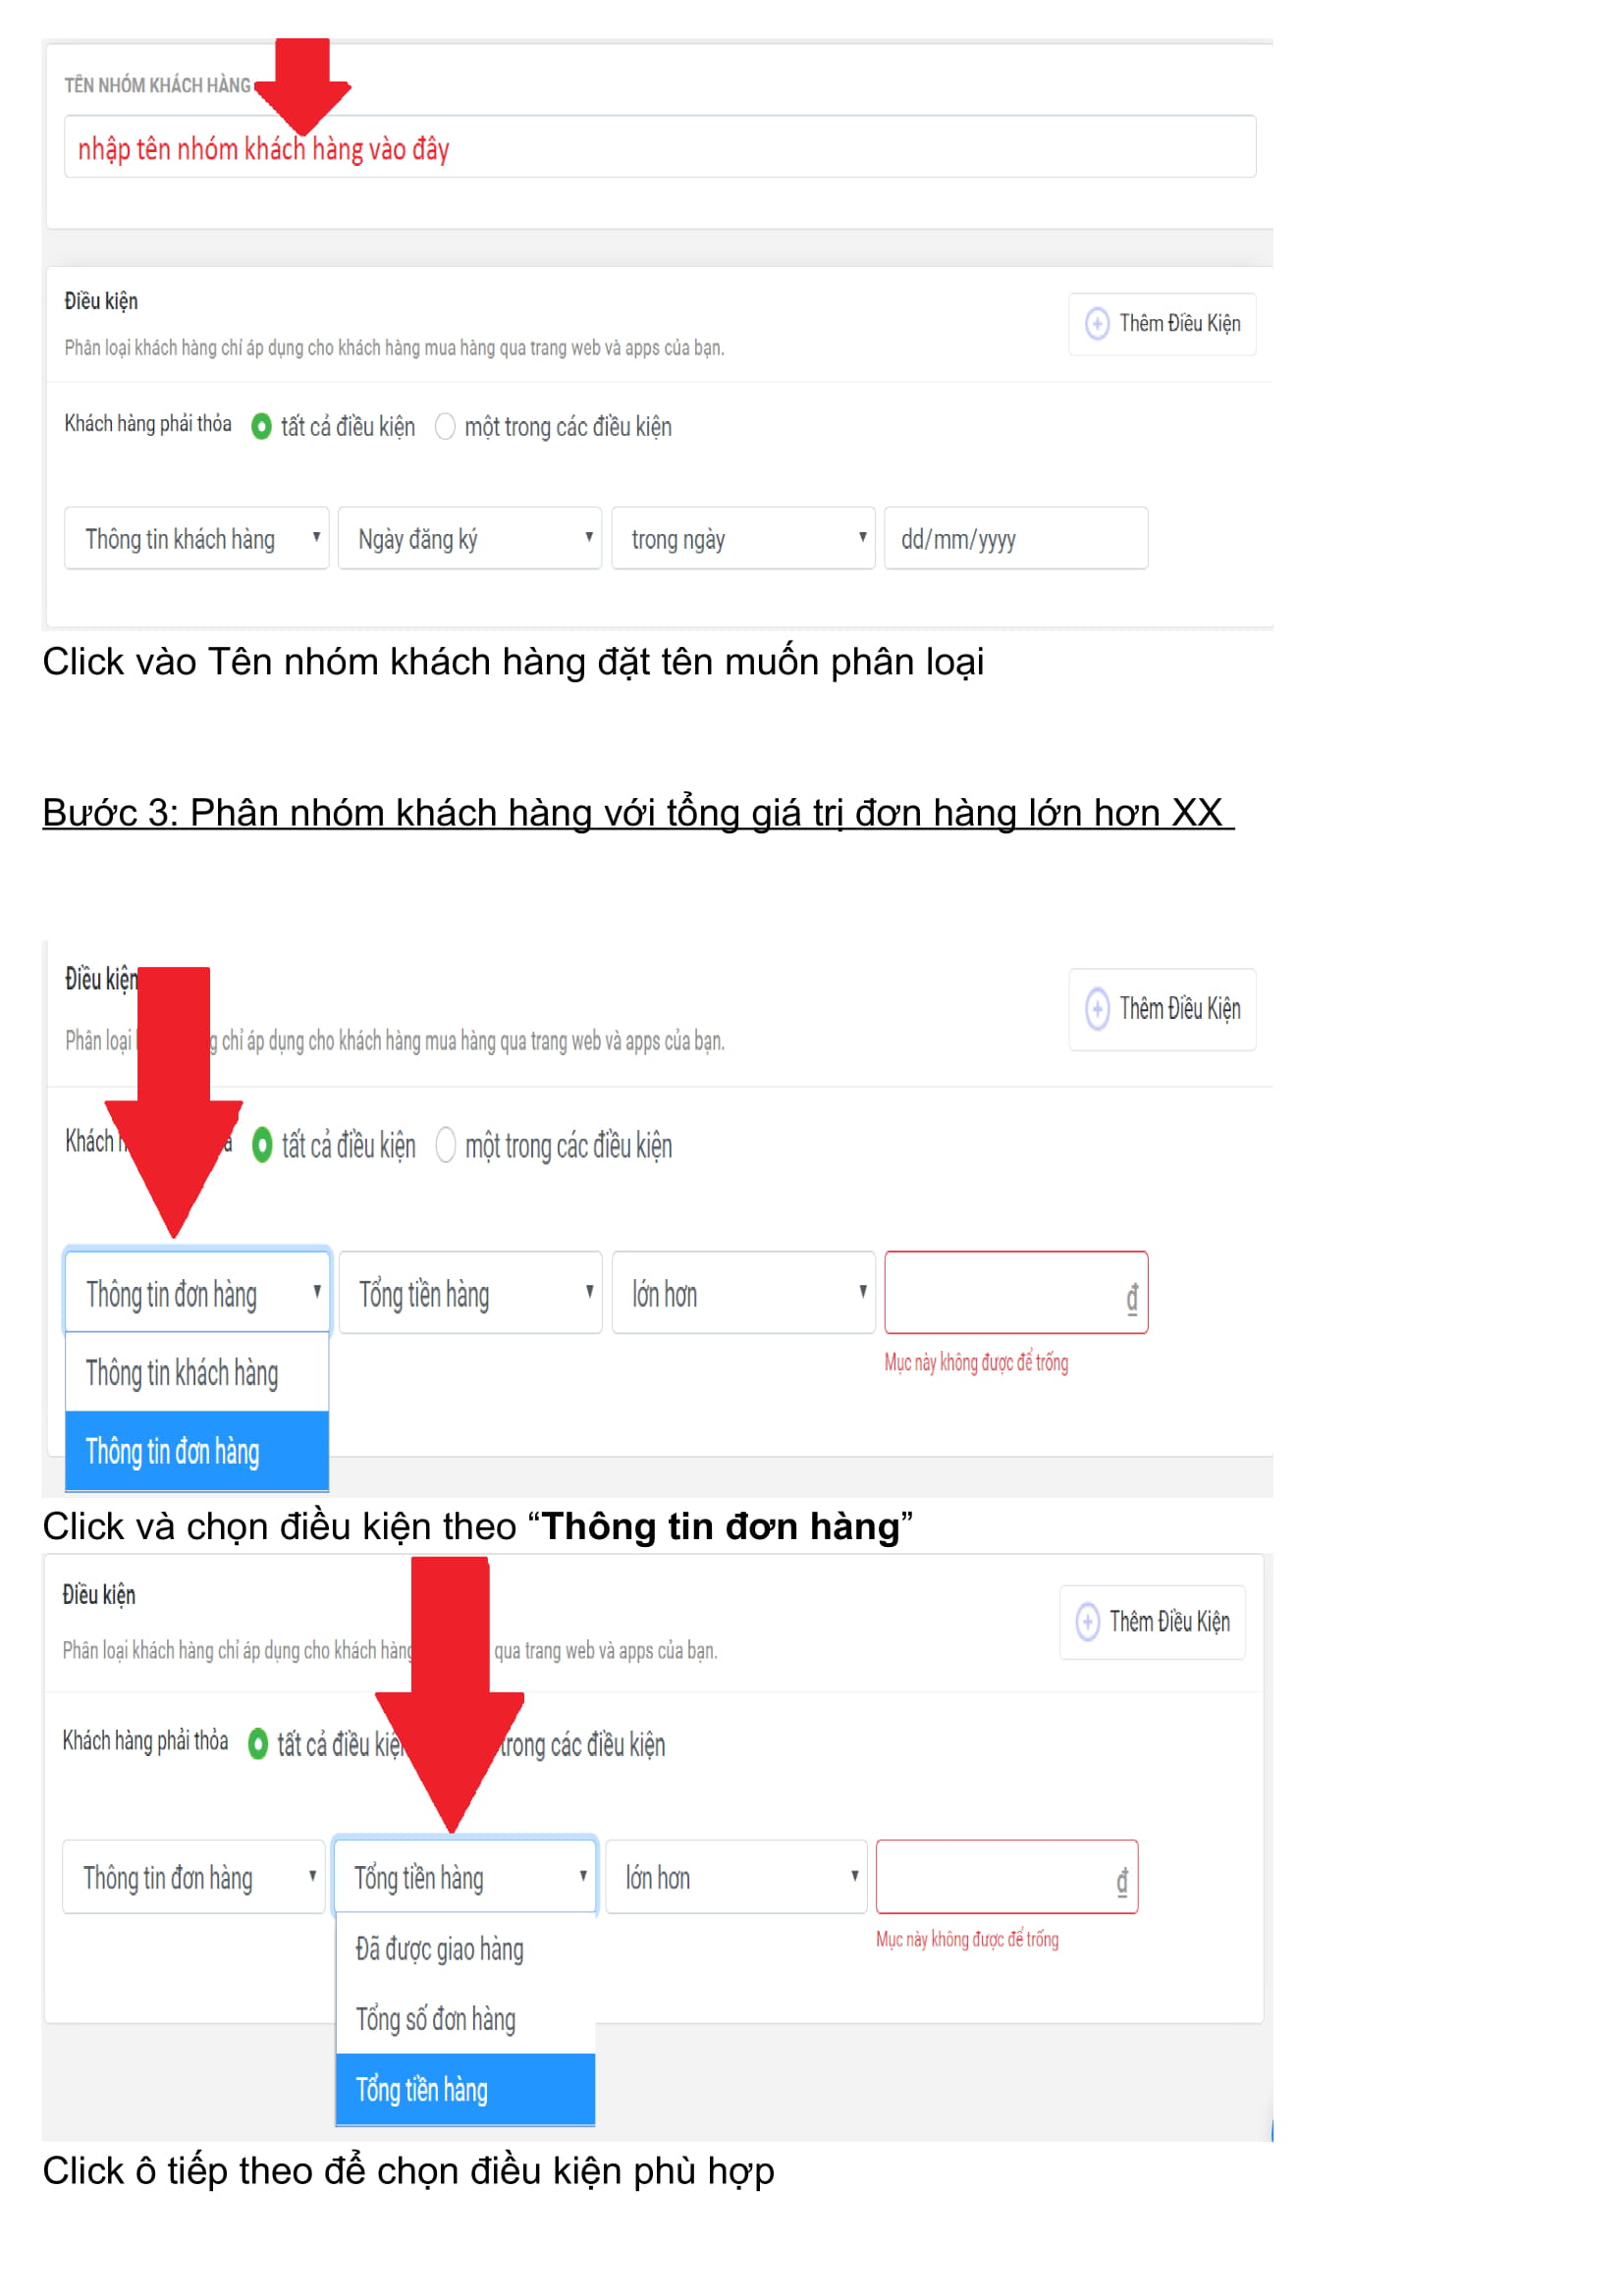 TÊN NHÓM KHÁCH HÀNG
nhập tên nhóm khách hàng vào đây
Điều kiện
Thêm Điều Kiện
Phân loại khách hàng chỉ áp dụng cho khách hàng mua hàng qua trang web và apps của bạn.
Khách hàng phải thỏa tất cả điều kiện một trong các điều kiện
Thông tin khách hàng Ngày đăng ký trong ngày dd/mm/yyyy
Click vào Tên nhóm khách hàng đặt tên muốn phân loại
Bước 3: Phân nhóm khách hàng với tổng giá trị đơn hàng lớn hơn XX
Điều kiện
Thêm Điều Kiện
Phân loại chỉ áp dụng cho khách hàng mua hàng qua trang web và apps của bạn.
Khách tất cả điều kiện một trong các điều kiện
Thông tin đơn hàng Tổng tiền hàng lớn hơn đ
Mục này không được để trống
Thông tin khách hàng
Thông tin đơn hàng
Click và chọn điều kiện theo “Thông tin đơn hàng”
Điều kiện
Thêm Điều Kiện
Phân loại khách hàng chỉ áp dụng cho khách hàng qua trang web và apps của bạn.
Khách hàng phải thỏa tất cả điều kiện trong các điều kiện
Thông tin đơn hàng Tổng tiền hàng lớn hơn đ
Mục này không được để trống
Đã được giao hàng
Tổng số đơn hàng
Tổng tiền hàng
Click ô tiếp theo để chọn điều kiện phù hợp